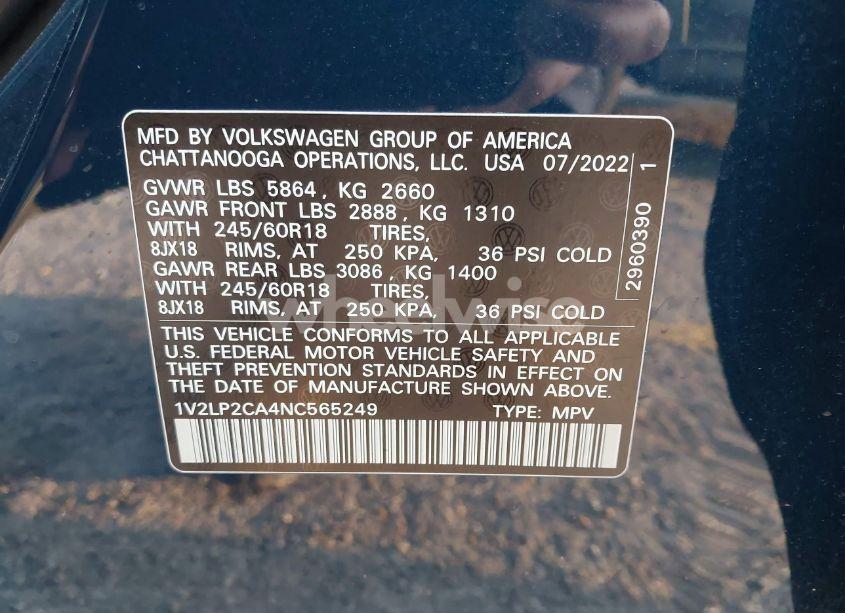 MFD BY VOLKSWAGEN GROUP OF AMERICA
CHATTANOOGA OPERATIONS, LLC. USA 07/2022
GVWR LBS 5864, KG 2660
GAWR FRONT LBS 2888, KG 1310
WITH 245/60R18 TIRES,
8JX18 RIMS, AT 250 KPA, 36 PSI COLD
GAWR REAR LBS 3086, KG 1400
WITH 245/60R18 TIRES,
8JX18 RIMS, AT 250 KPA, 36 PSI COLD
THIS VEHICLE CONFORMS TO ALL APPLICABLE
U.S. FEDERAL MOTOR VEHICLE SAFETY AND
THEFT PREVENTION STANDARDS IN EFFECT ON
THE DATE OF MANUFACTURE SHOWN ABOVE.
1V2LP2CA4NC565249 TYPE: MPV
2960390 1
wheelwise